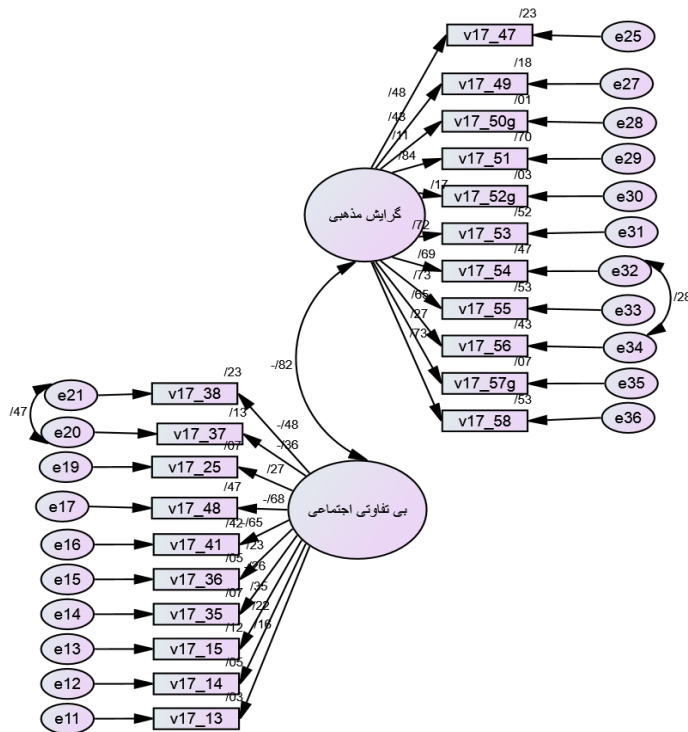 /23
v17_47
e25
/48
/18
v17_49
e27
/43
/01
v17_50g
e28
/11
/70
v17_51
e29
/84
/03
v17_52g
e30
/17
گرایش مذهبی
/52
v17_53
e31
/72
/47
v17_54
e32
/69
/53
v17_55
e33
/73
/28
/43
v17_56
e34
/65
/07
v17_57g
e35
/27
/53
v17_58
e36
/73
-/82
/23
e21
v17_38
-/48
/47
/13
e20
v17_37
-/36
/07
e19
v17_25
/27
/47
e17
v17_48
-/68
بی تفاوتی اجتماعی
/42
-/65
e16
v17_41
/05
/23
e15
v17_36
/07
-/26
e14
v17_35
/12
/35
e13
v17_15
/05
/22
e12
v17_14
/03
/16
e11
v17_13